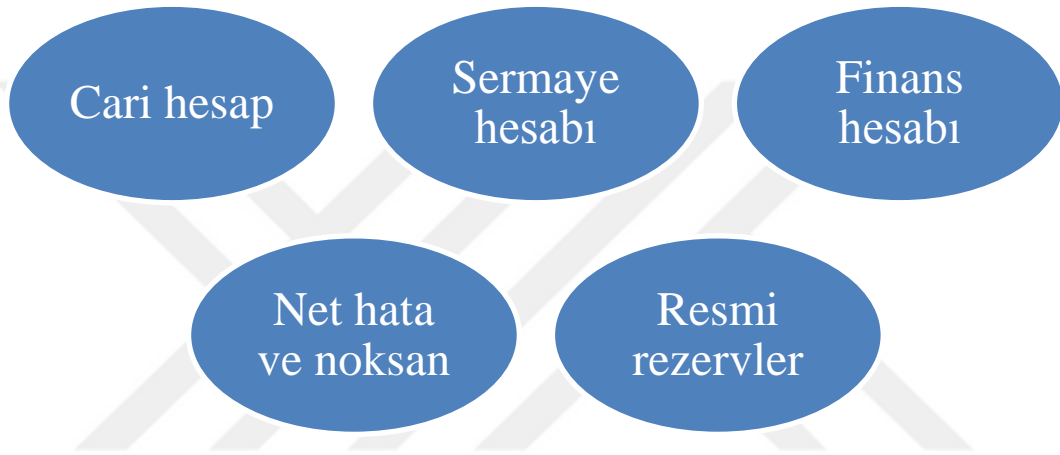 Cari hesap
Sermaye
hesabı
Finans
hesabı
Net hata
ve noksan
Resmi
rezervler